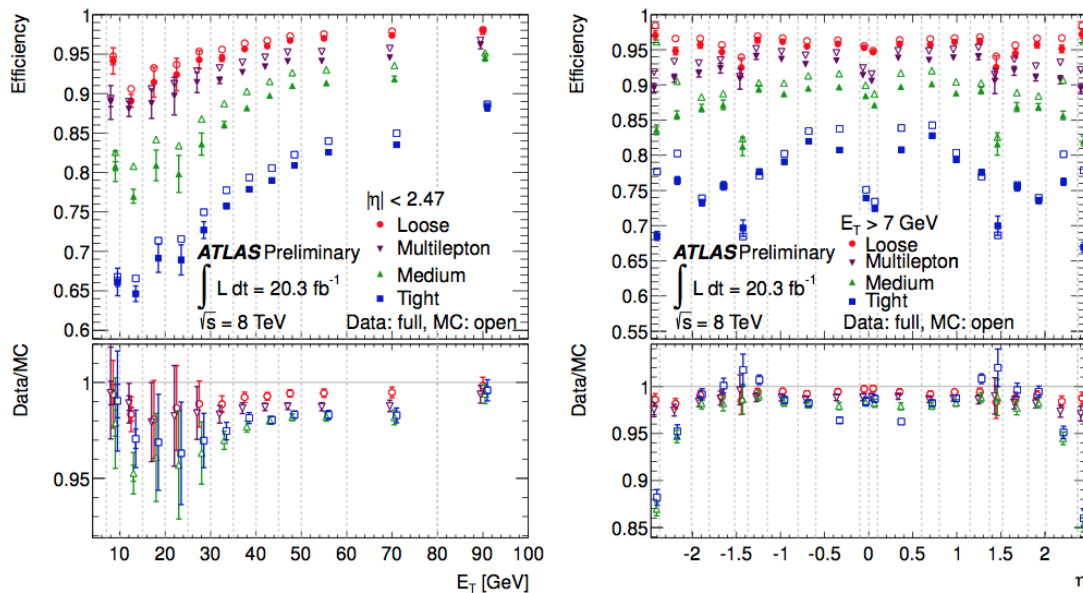 Efficiency
1
0.95
0.9
0.85
0.8
0.75
0.7
0.65
0.6
|η| < 2.47
Loose
Multilepton
Medium
Tight
ATLAS Preliminary
∫ L dt = 20.3 fb⁻¹
√s = 8 TeV
Data: full, MC: open
Data/MC
1
0.95
10 20 30 40 50 60 70 80 90 100
E_T [GeV]
Efficiency
1
0.95
0.9
0.85
0.8
0.75
0.7
0.65
0.6
0.55
E_T > 7 GeV
Loose
Multilepton
Medium
Tight
ATLAS Preliminary
∫ L dt = 20.3 fb⁻¹
√s = 8 TeV
Data: full, MC: open
Data/MC
1
0.95
0.9
0.85
-2 -1.5 -1 -0.5 0 0.5 1 1.5 2